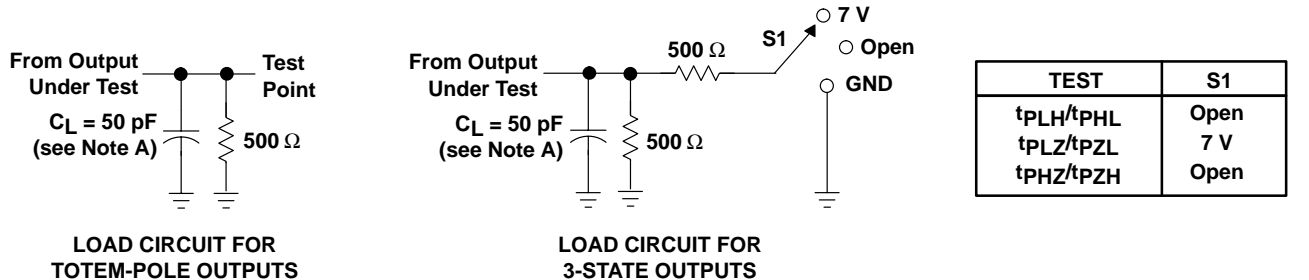 From Output
Under Test
Test
Point
CL = 50 pF
(see Note A)
500 Ω
LOAD CIRCUIT FOR
TOTEM-POLE OUTPUTS
From Output
Under Test
CL = 50 pF
(see Note A)
500 Ω
500 Ω
S1
7 V
Open
GND
LOAD CIRCUIT FOR
3-STATE OUTPUTS
TEST S1
tPLH/tPHL Open
tPLZ/tPZL 7 V
tPHZ/tPZH Open